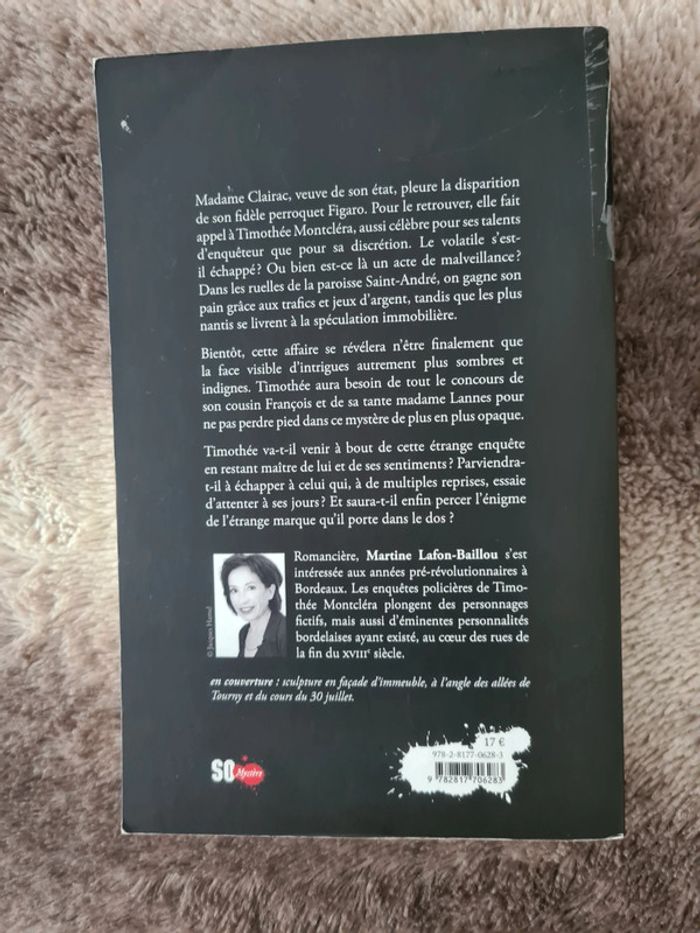 Madame Clairac, veuve de son état, pleure la disparition
de son fidèle perroquet Figaro. Pour le retrouver, elle fait
appel à Timothée Montcléra, aussi célèbre pour ses talents
d'enquêteur que pour sa discrétion. Le volatile s'est-
il échappé ? Ou bien est-ce là un acte de malveillance ?
Dans les ruelles de la paroisse Saint-André, on gagne son
pain grâce aux trafics et jeux d'argent, tandis que les plus
nantis se livrent à la spéculation immobilière.
Bientôt, cette affaire se révélera n'être finalement que
la face visible d'intrigues autrement plus sombres et
indignes. Timothée aura besoin de tout le concours de
son cousin François et de sa tante madame Lannes pour
ne pas perdre pied dans ce mystère de plus en plus opaque.
Timothée va-t-il venir à bout de cette étrange enquête
en restant maître de lui et de ses sentiments ? Parviendra-
t-il à échapper à celui qui, à de multiples reprises, essaie
d'attenter à ses jours ? Et saura-t-il enfin percer l'énigme
de l'étrange marque qu'il porte dans le dos ?
Romancière, Martine Lafon-Baillou s'est
intéressée aux années pré-révolutionnaires à
Bordeaux. Les enquêtes policières de Timo-
thée Montcléra plongent des personnages
fictifs, mais aussi d'éminentes personnalités
bordelaises ayant existé, au cœur des rues de
la fin du XVIIIe siècle.
© Jacques Hamel
en couverture : sculpture en façade d'immeuble, à l'angle des allées de
Tourny et du cours du 30 juillet.
SO Mystère
17 €
978-2-8177-0628-3
9 782817 706283